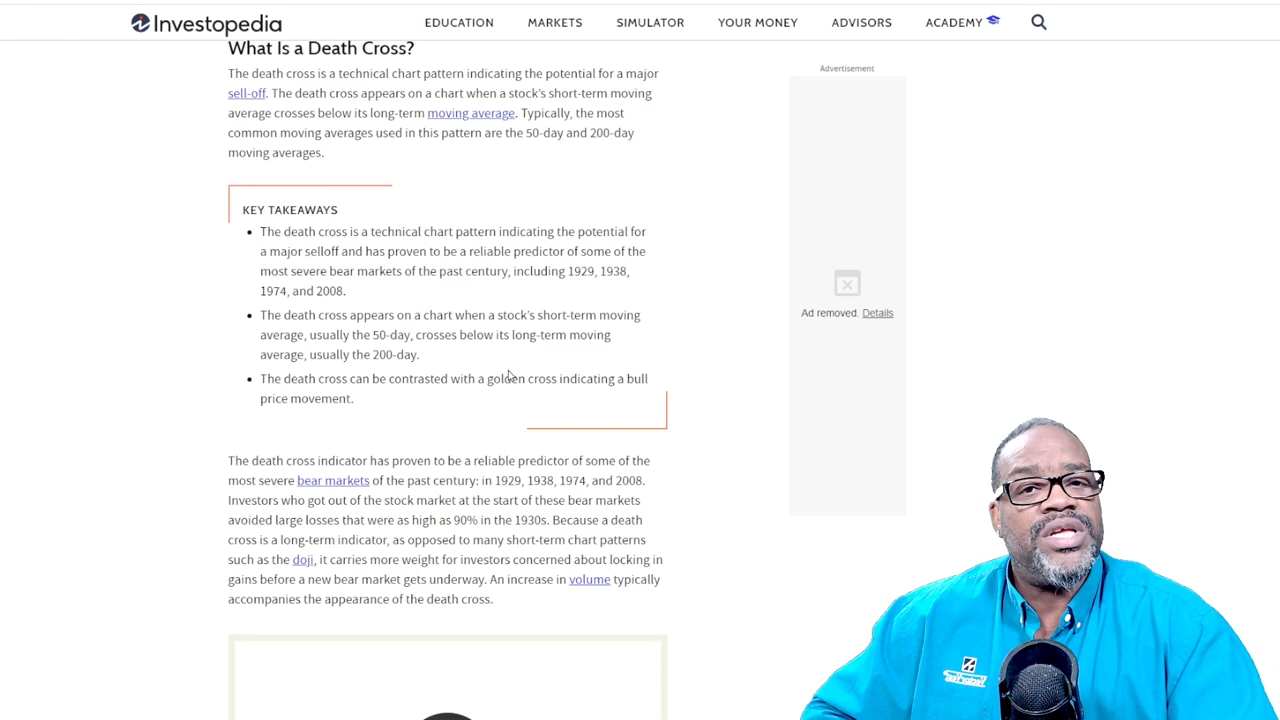 Investopedia
EDUCATION MARKETS SIMULATOR YOUR MONEY ADVISORS ACADEMY
What Is a Death Cross?
The death cross is a technical chart pattern indicating the potential for a major
sell-off. The death cross appears on a chart when a stock's short-term moving
average crosses below its long-term moving average. Typically, the most
common moving averages used in this pattern are the 50-day and 200-day
moving averages.
KEY TAKEAWAYS
• The death cross is a technical chart pattern indicating the potential for
a major selloff and has proven to be a reliable predictor of some of the
most severe bear markets of the past century, including 1929, 1938,
1974, and 2008.
• The death cross appears on a chart when a stock's short-term moving
average, usually the 50-day, crosses below its long-term moving
average, usually the 200-day.
• The death cross can be contrasted with a golden cross indicating a bull
price movement.
The death cross indicator has proven to be a reliable predictor of some of the
most severe bear markets of the past century: in 1929, 1938, 1974, and 2008.
Investors who got out of the stock market at the start of these bear markets
avoided large losses that were as high as 90% in the 1930s. Because a death
cross is a long-term indicator, as opposed to many short-term chart patterns
such as the doji, it carries more weight for investors concerned about locking in
gains before a new bear market gets underway. An increase in volume typically
accompanies the appearance of the death cross.
Advertisement
Ad removed. Details